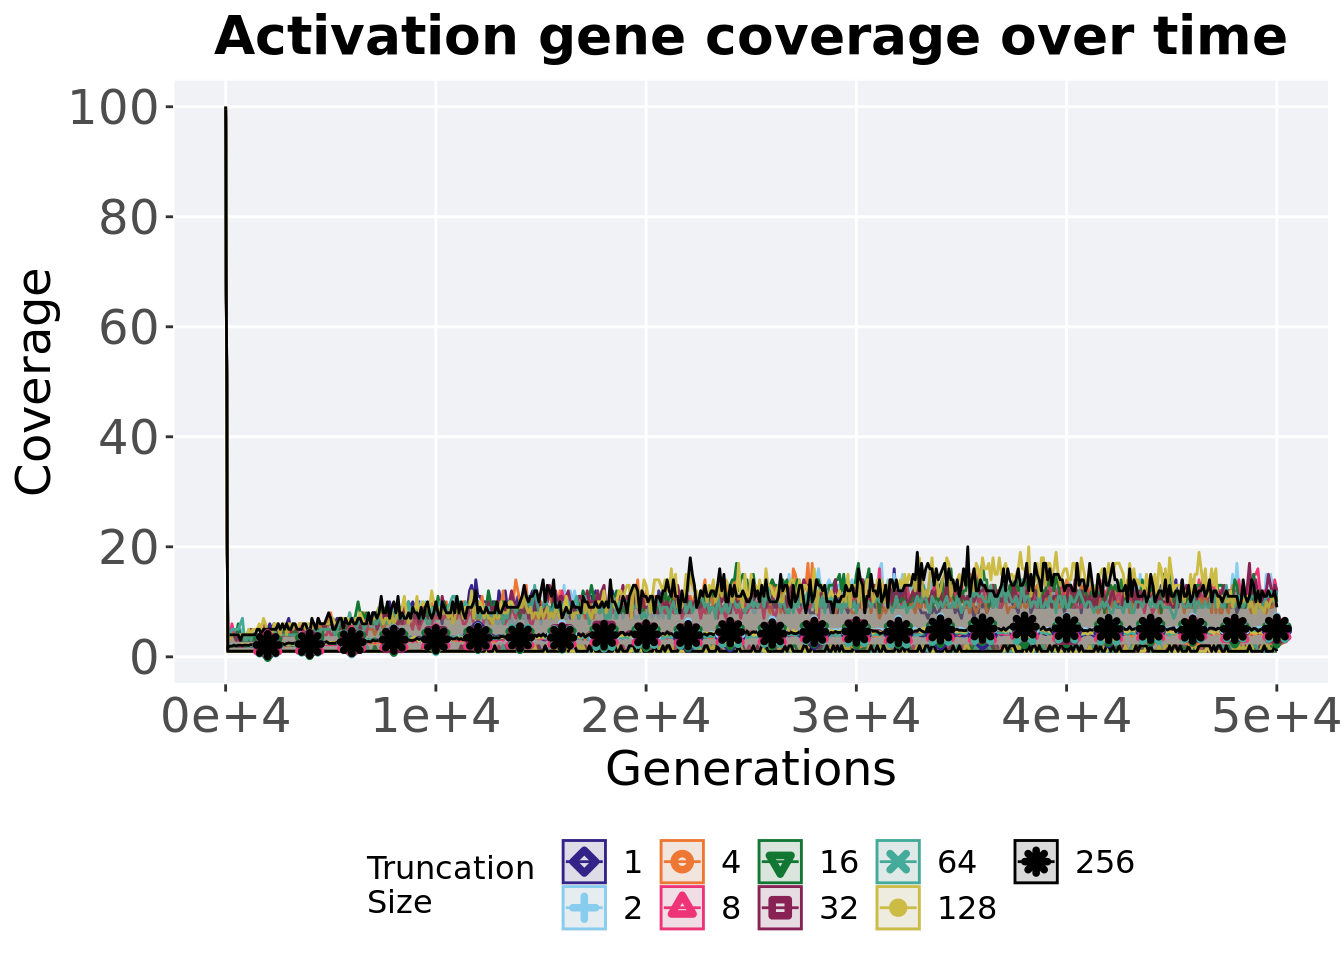 Activation gene coverage over time
100
80
60
40
20
0
Coverage
0e+4 1e+4 2e+4 3e+4 4e+4 5e+4
Generations
Truncation
Size
1 4 16 64 256
2 8 32 128